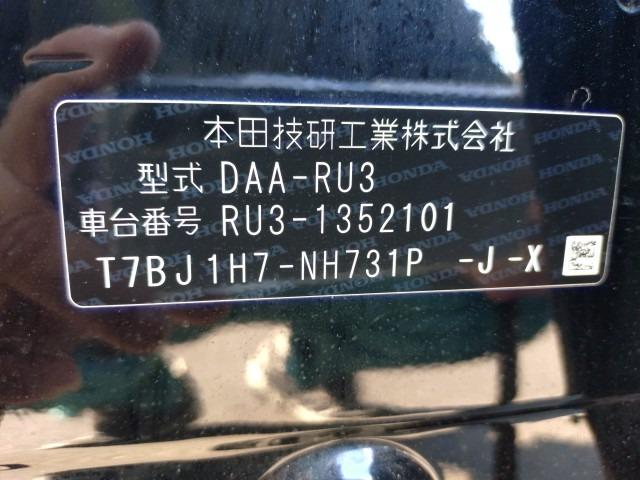 本田技研工業株式会社
型式 DAA-RU3
車台番号 RU3-1352101
T7BJ1H7-NH731P -J-X